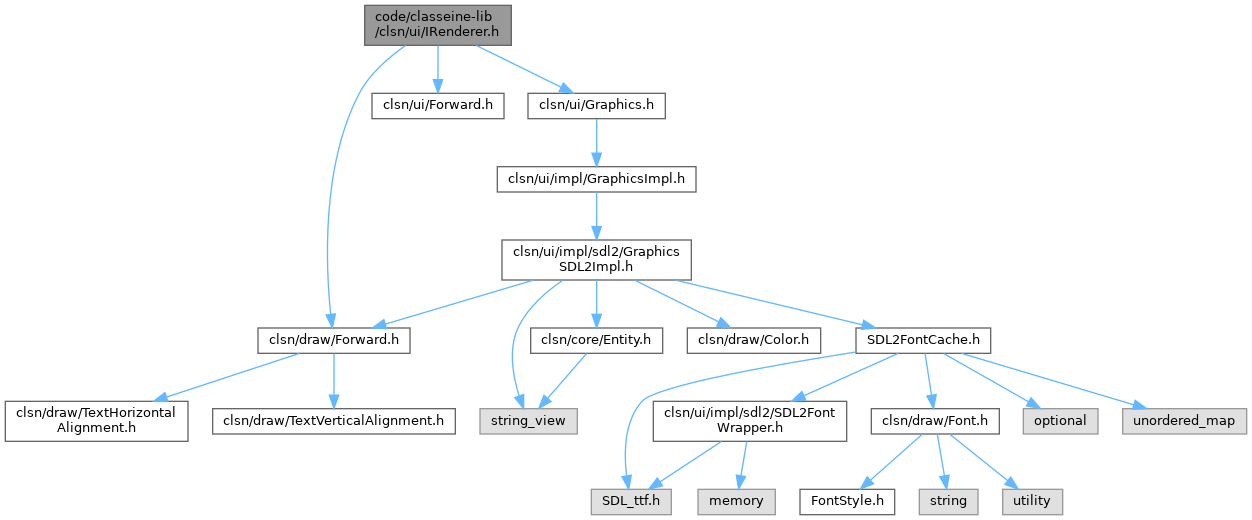 code/classeine-lib
/clsn/ui/IRenderer.h
clsn/ui/Forward.h
clsn/ui/Graphics.h
clsn/ui/impl/GraphicsImpl.h
clsn/ui/impl/sdl2/Graphics
SDL2Impl.h
clsn/draw/Forward.h
clsn/core/Entity.h
clsn/draw/Color.h
SDL2FontCache.h
clsn/draw/TextHorizontal
Alignment.h
clsn/draw/TextVerticalAlignment.h
string_view
clsn/ui/impl/sdl2/SDL2Font
Wrapper.h
clsn/draw/Font.h
optional
unordered_map
SDL_ttf.h
memory
FontStyle.h
string
utility